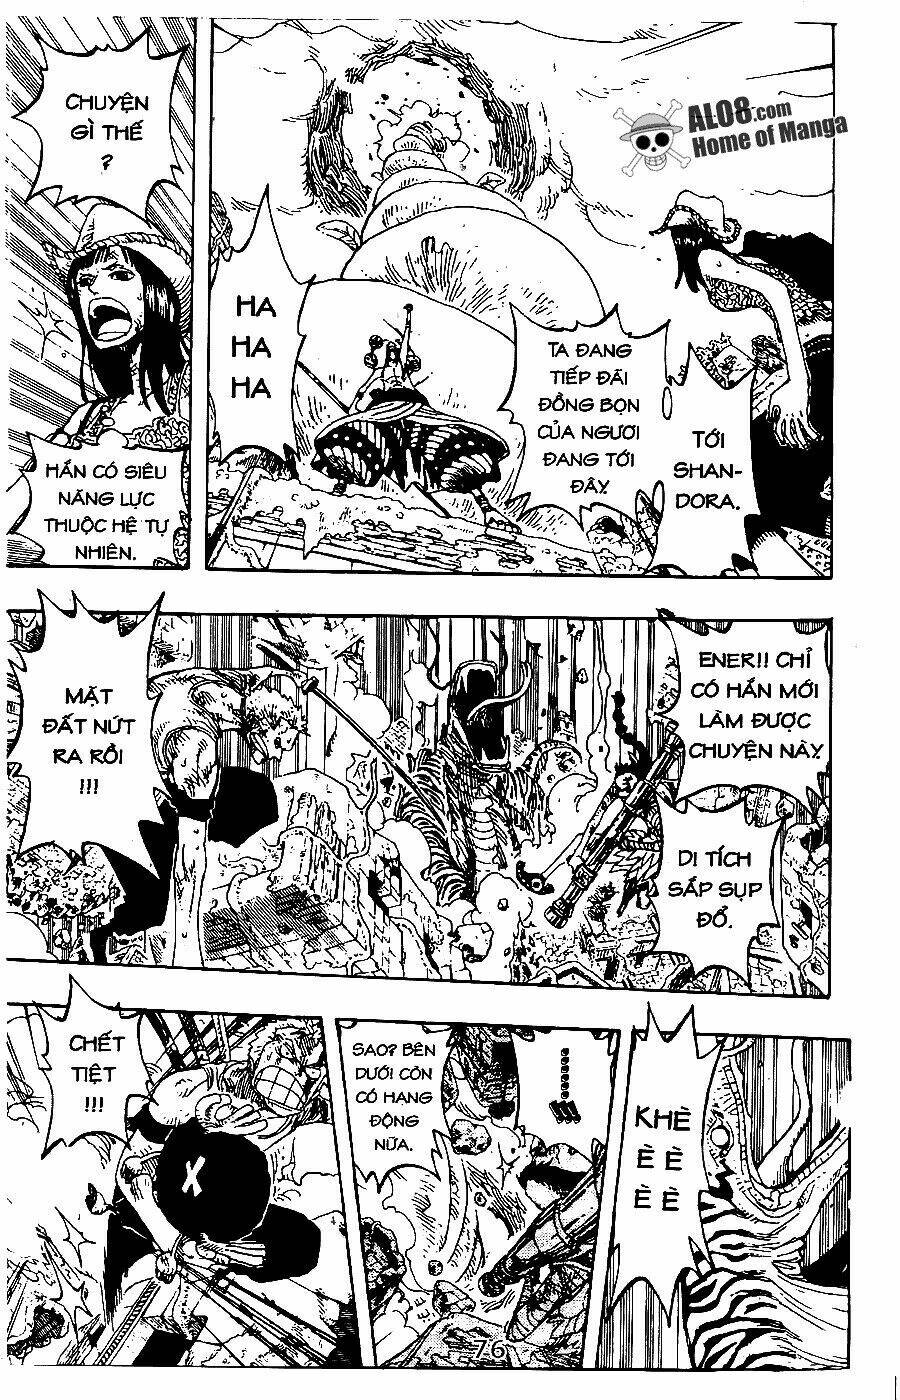 AL08.com
Home of Manga
CHUYỆN
GÌ THẾ
?
HẮN CÓ SIÊU
NĂNG LỰC
THUỘC HỆ TỰ
NHIÊN.
HA
HA
HA
TA ĐANG
TIẾP ĐÃI
ĐỒNG BỌN
CỦA NGƯƠI
ĐANG TỚI
ĐÂY.
TỚI
SHAN-
DORA.
MẶT
ĐẤT NỨT
RA RỒI
!!!
ENER!! CHỈ
CÓ HẮN MỚI
LÀM ĐƯỢC
CHUYỆN NÀY.
DI TÍCH
SẮP SỤP
ĐỔ.
CHẾT
TIỆT
!!!
SAO? BÊN
DƯỚI CÒN
CÓ HANG
ĐỘNG
NỮA.
......!!!
KHÈ
È È
È È
76